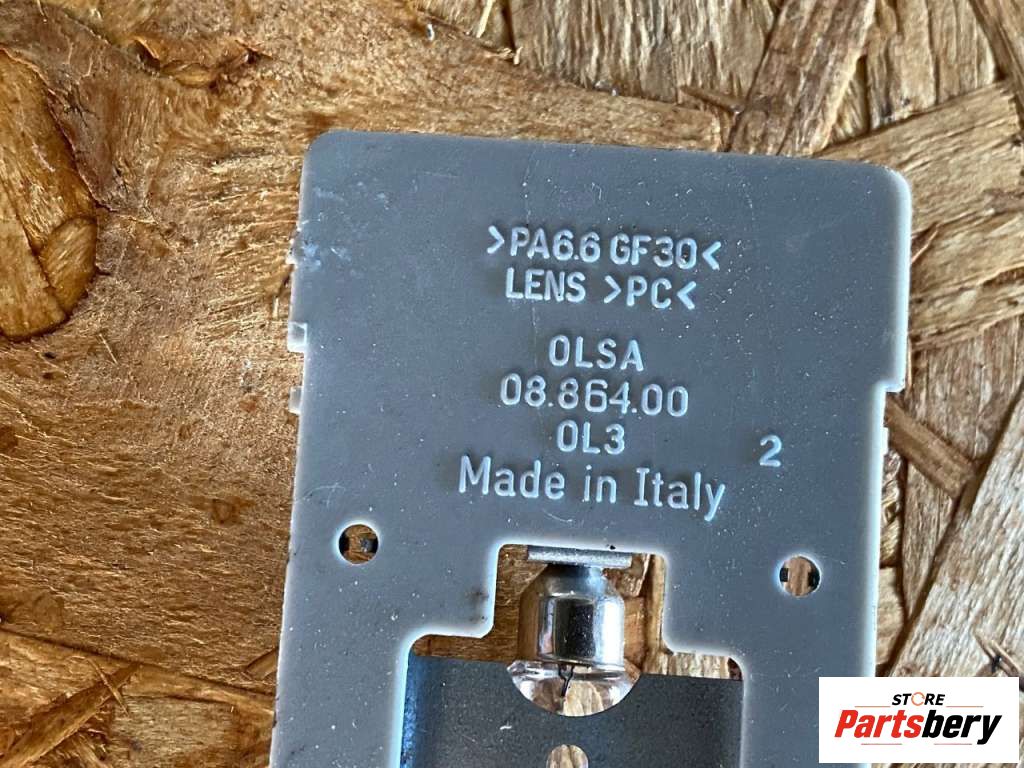 >PA6.6 GF30<
LENS >PC<
OLSA
08.864.00
OL3
2
Made in Italy
STORE
Partsbery